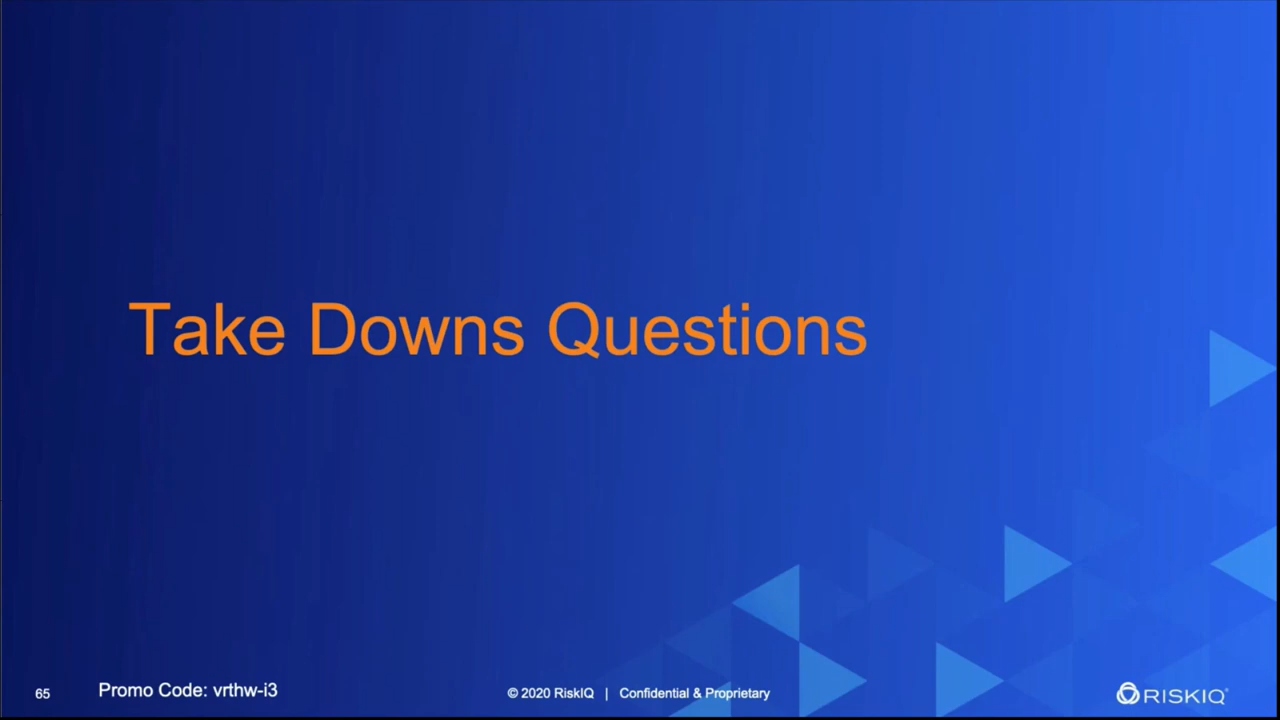 Take Downs Questions
65
Promo Code: vrthw-i3
© 2020 RiskIQ | Confidential & Proprietary
RISKIQ